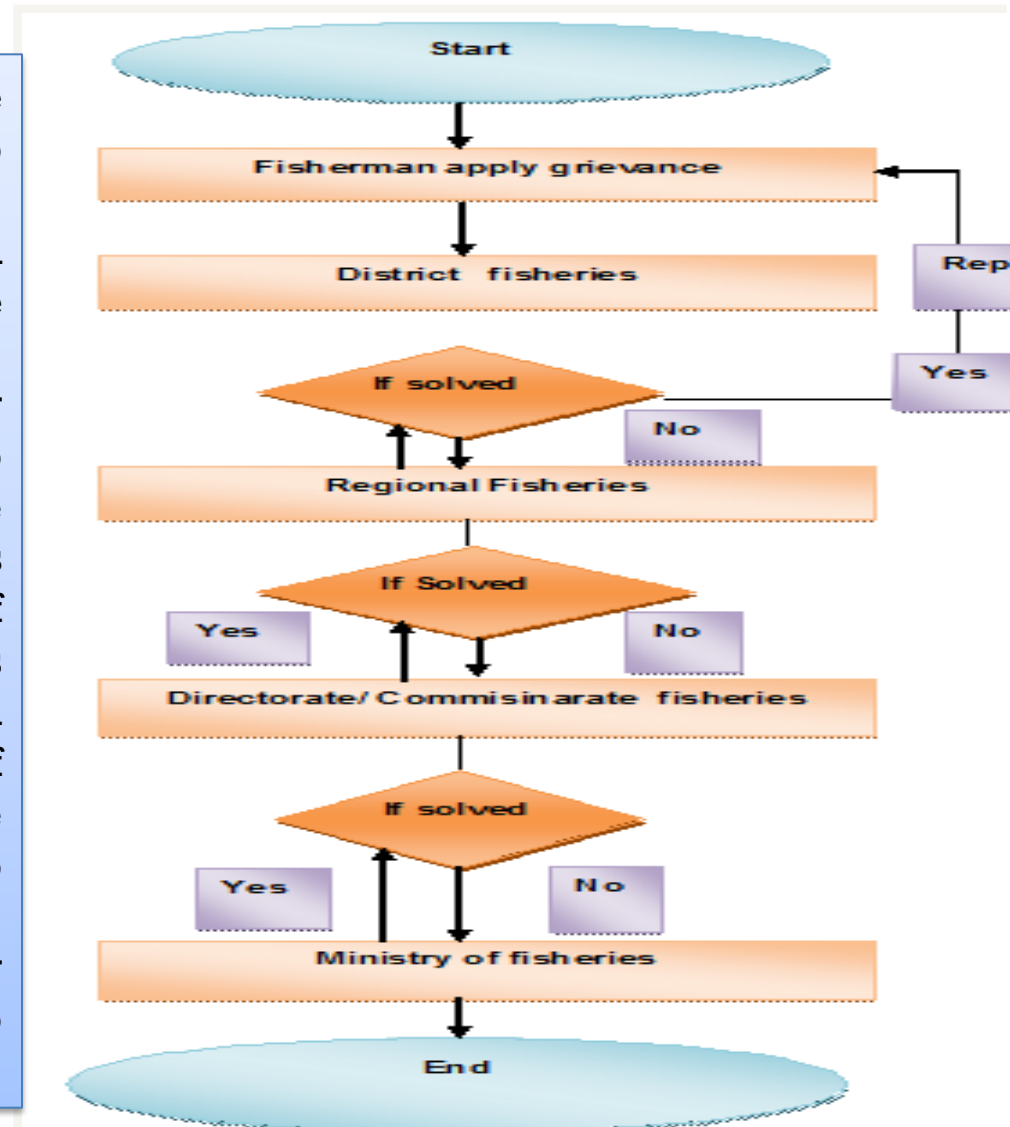 Start
Fisherman apply grievance
District fisheries
If solved
Yes
No
Regional Fisheries
If Solved
Yes
No
Directorate/ Commisinarate fisheries
If solved
Yes
No
Ministry of fisheries
End